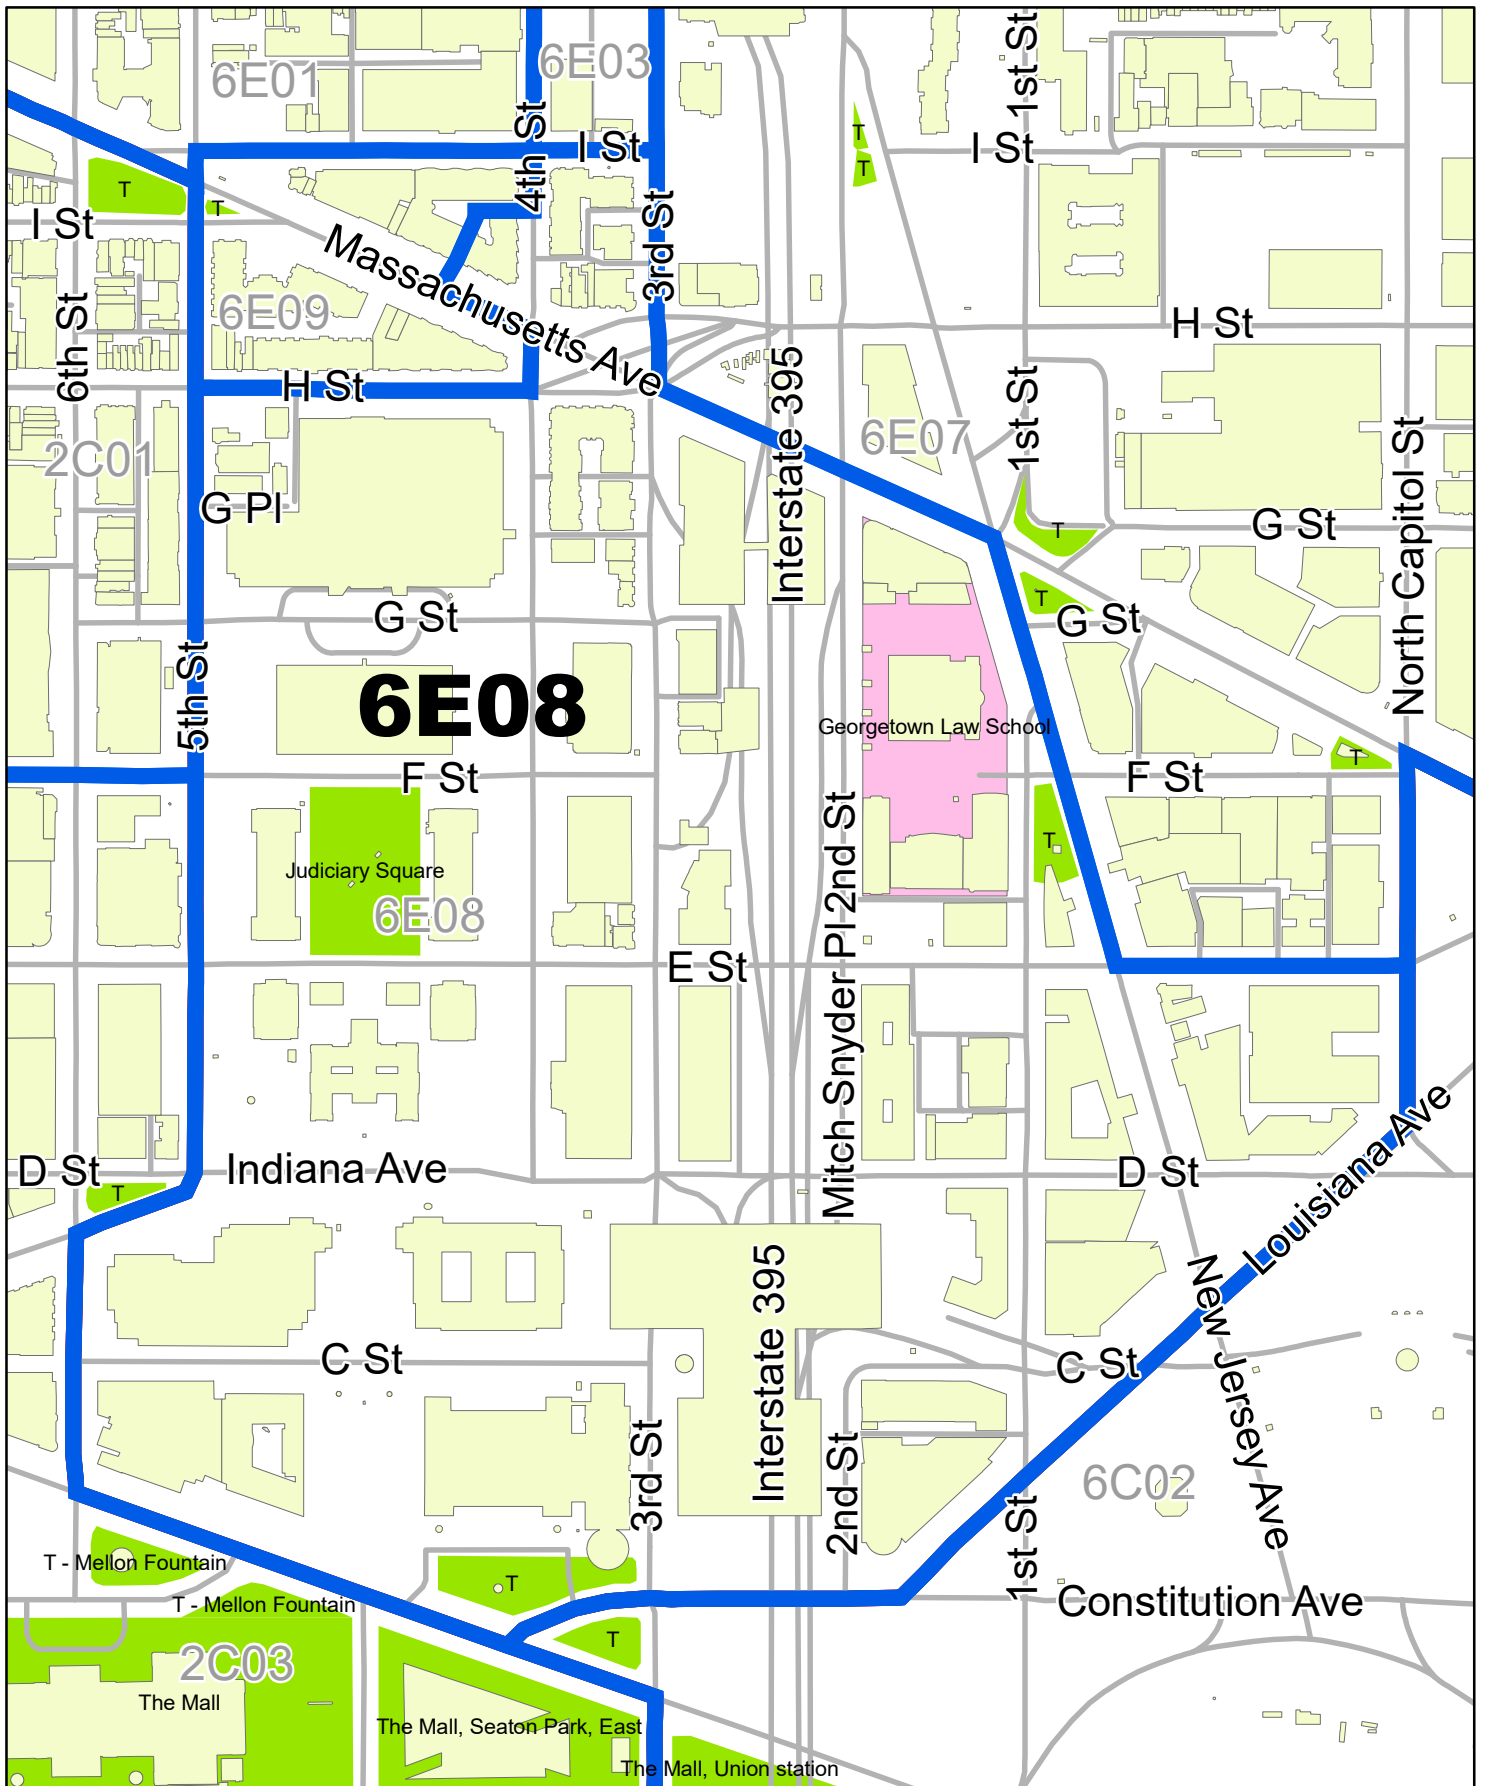 1st St
6E03
6E01
4th St
T
I St
I St
T
T
T
3rd St
I St
Massachusetts Ave
6th St
6E09
H St
H St
Interstate 395
1st St
North Capitol St
6E07
2C01
G Pl
G St
T
T
G St
G St
5th St
6E08
Georgetown Law School
T
F St
F St
Mitch Snyder Pl 2nd St
T
Judiciary Square
6E08
E St
Louisiana Ave
D St
Indiana Ave
D St
T
Interstate 395
New Jersey Ave
C St
C St
3rd St
2nd St
6C02
1st St
T - Mellon Fountain
T
T - Mellon Fountain
Constitution Ave
T
2C03
The Mall
The Mall, Seaton Park, East
The Mall, Union station